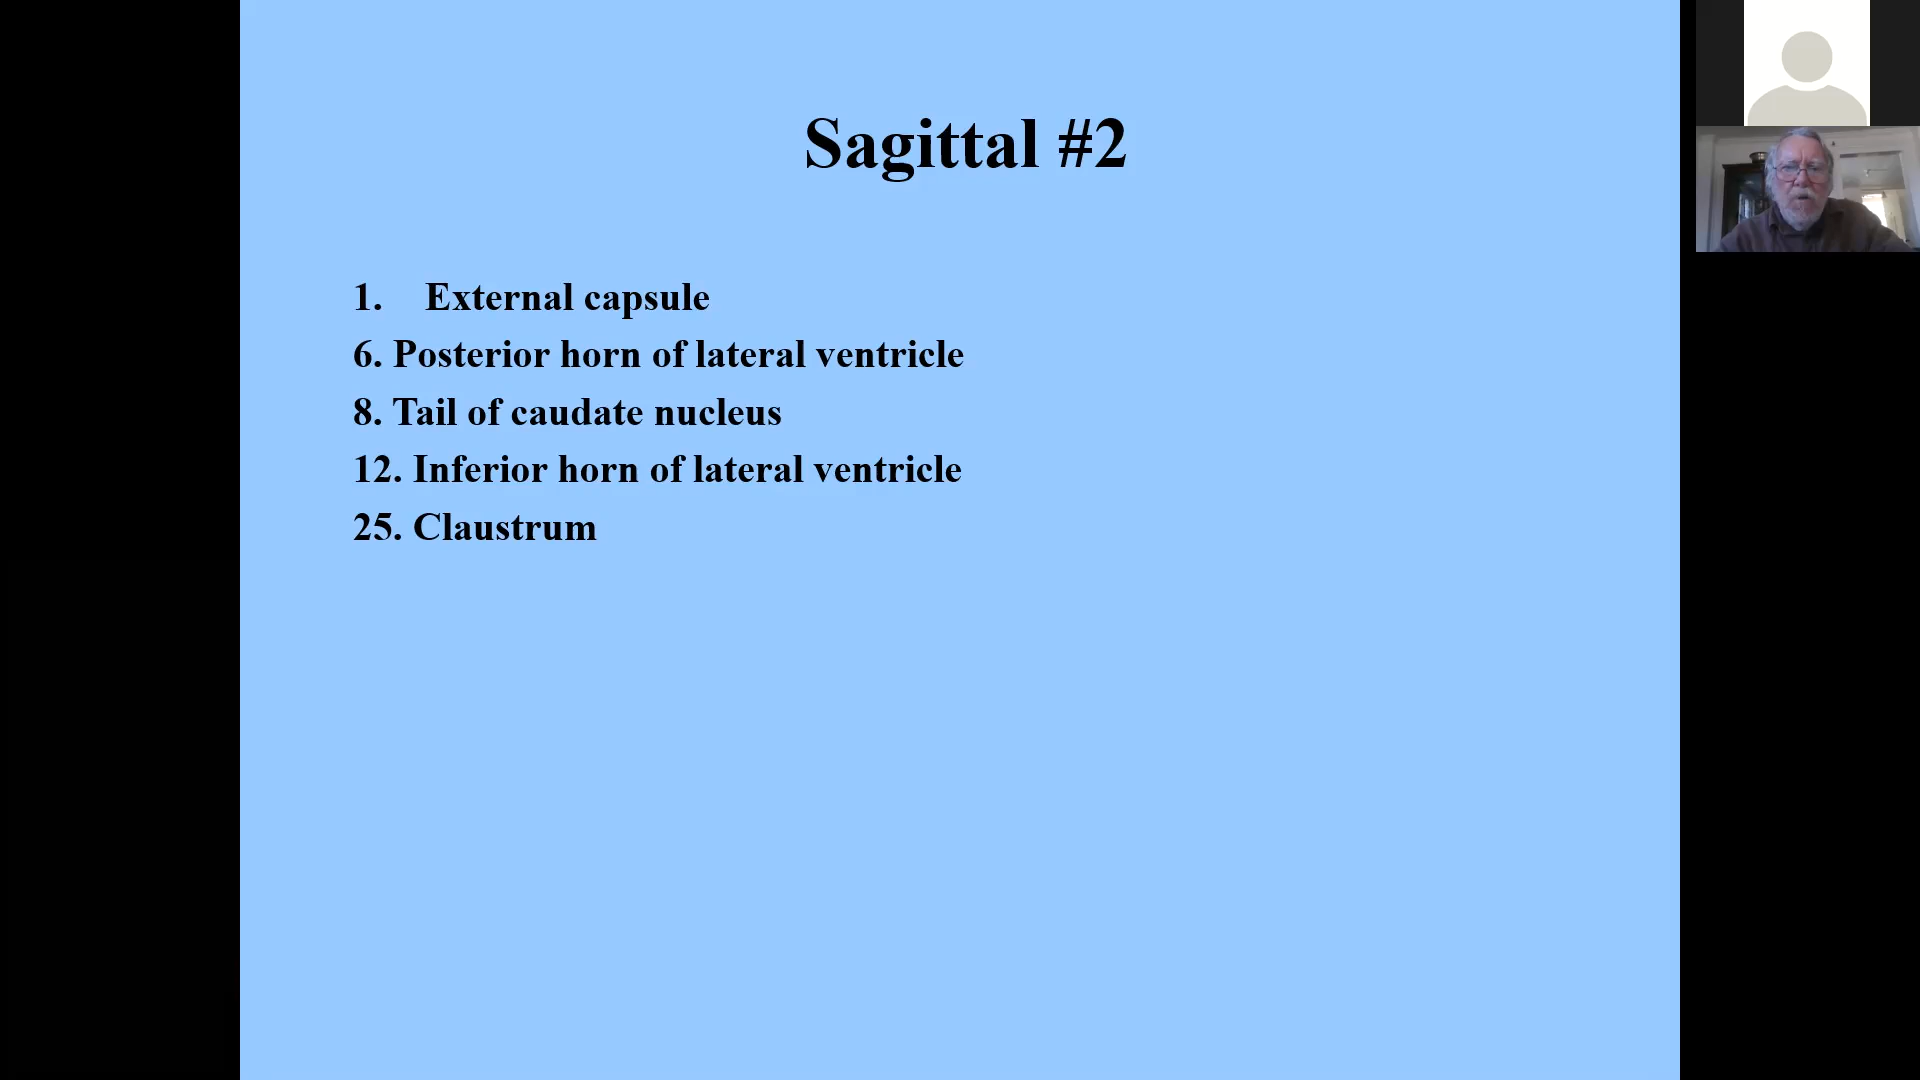 Sagittal #2
1. External capsule
6. Posterior horn of lateral ventricle
8. Tail of caudate nucleus
12. Inferior horn of lateral ventricle
25. Claustrum